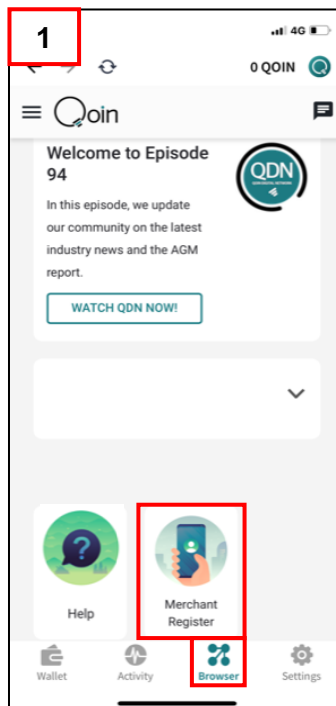 1
4G
0 QOIN
Qoin
Welcome to Episode
94
QDN
In this episode, we update
our community on the latest
industry news and the AGM
report.
WATCH QDN NOW!
Help
Merchant
Register
Wallet
Activity
Browser
Settings